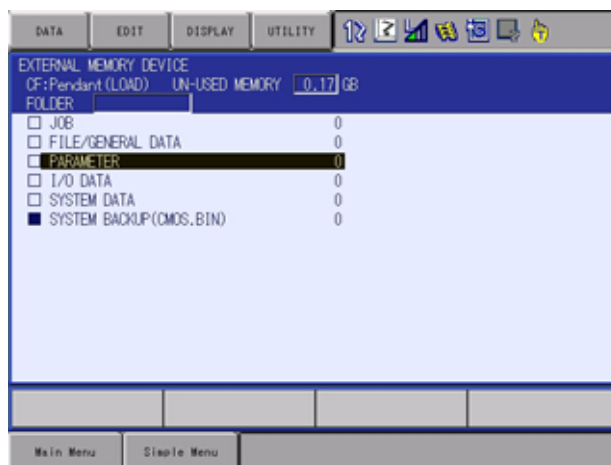 DATA EDIT DISPLAY UTILITY
EXTERNAL MEMORY DEVICE
CF:Pendant(LOAD) UN-USED MEMORY 0.17 GB
FOLDER
JOB 0
FILE/GENERAL DATA 0
PARAMETER 0
I/O DATA 0
SYSTEM DATA 0
SYSTEM BACKUP(CMOS.BIN) 0
Main Menu Simple Menu